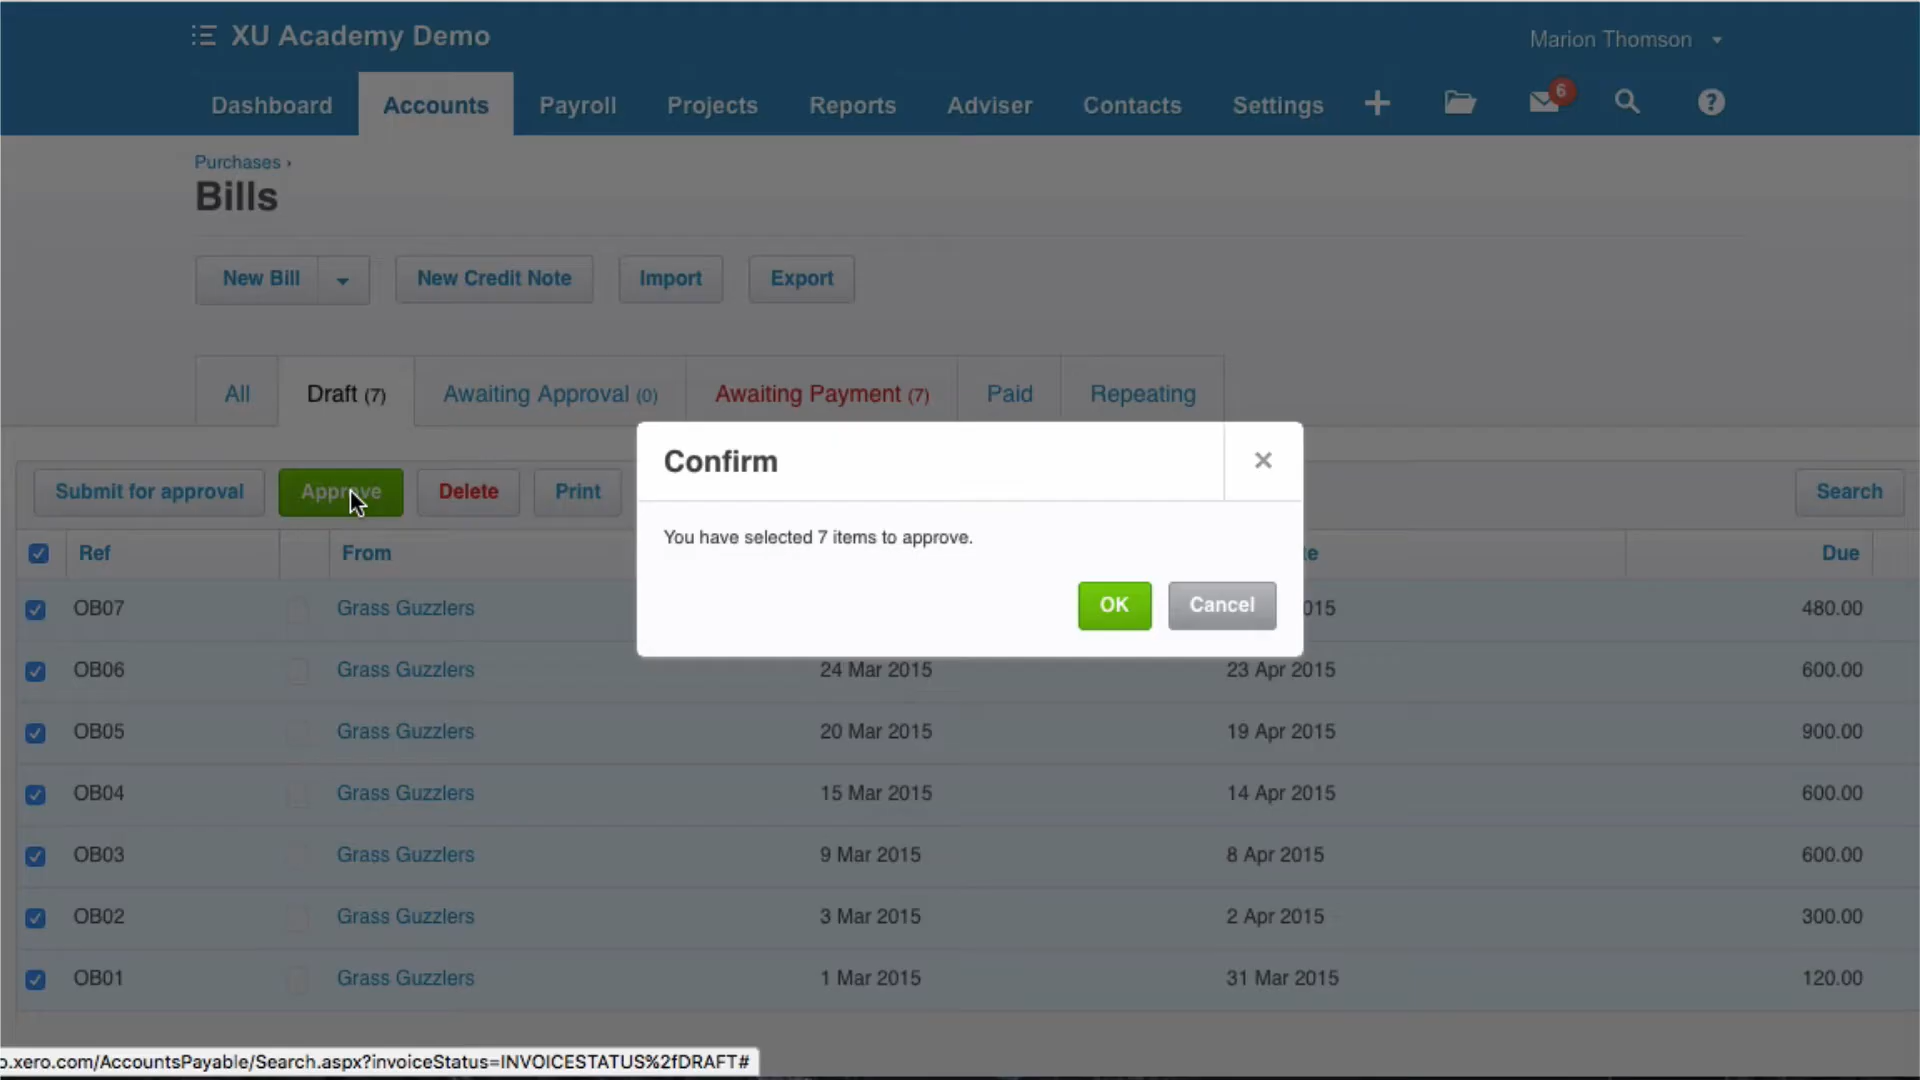 XU Academy Demo
Marion Thomson
Dashboard Accounts Payroll Projects Reports Adviser Contacts Settings 6 ?
Purchases ›
Bills
New Bill New Credit Note Import Export
All Draft (7) Awaiting Approval (0) Awaiting Payment (7) Paid Repeating
Confirm ×
Submit for approval Approve Delete Print Search
You have selected 7 items to approve.
Ref From Due
OK Cancel
OB07 Grass Guzzlers 015 480.00
OB06 Grass Guzzlers 24 Mar 2015 23 Apr 2015 600.00
OB05 Grass Guzzlers 20 Mar 2015 19 Apr 2015 900.00
OB04 Grass Guzzlers 15 Mar 2015 14 Apr 2015 600.00
OB03 Grass Guzzlers 9 Mar 2015 8 Apr 2015 600.00
OB02 Grass Guzzlers 3 Mar 2015 2 Apr 2015 300.00
OB01 Grass Guzzlers 1 Mar 2015 31 Mar 2015 120.00
o.xero.com/AccountsPayable/Search.aspx?invoiceStatus=INVOICESTATUS%2fDRAFT#